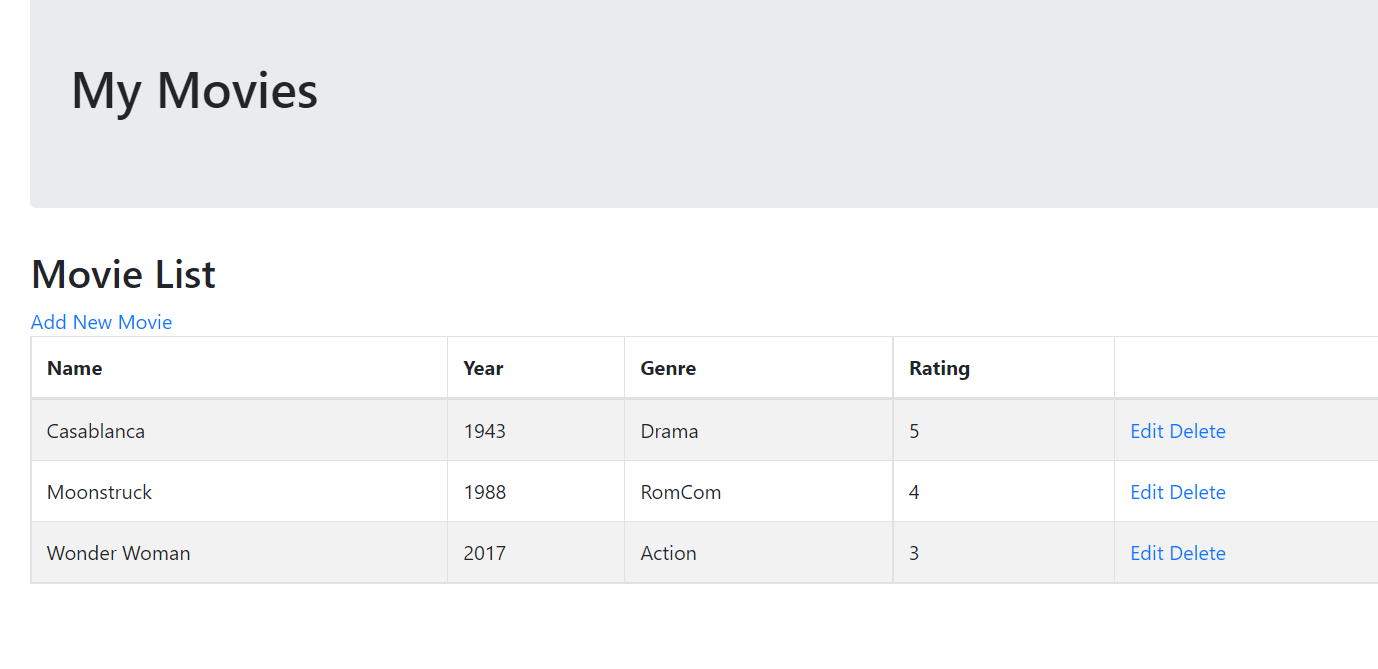 My Movies
Movie List
Add New Movie
Name Year Genre Rating
Casablanca 1943 Drama 5 Edit Delete
Moonstruck 1988 RomCom 4 Edit Delete
Wonder Woman 2017 Action 3 Edit Delete